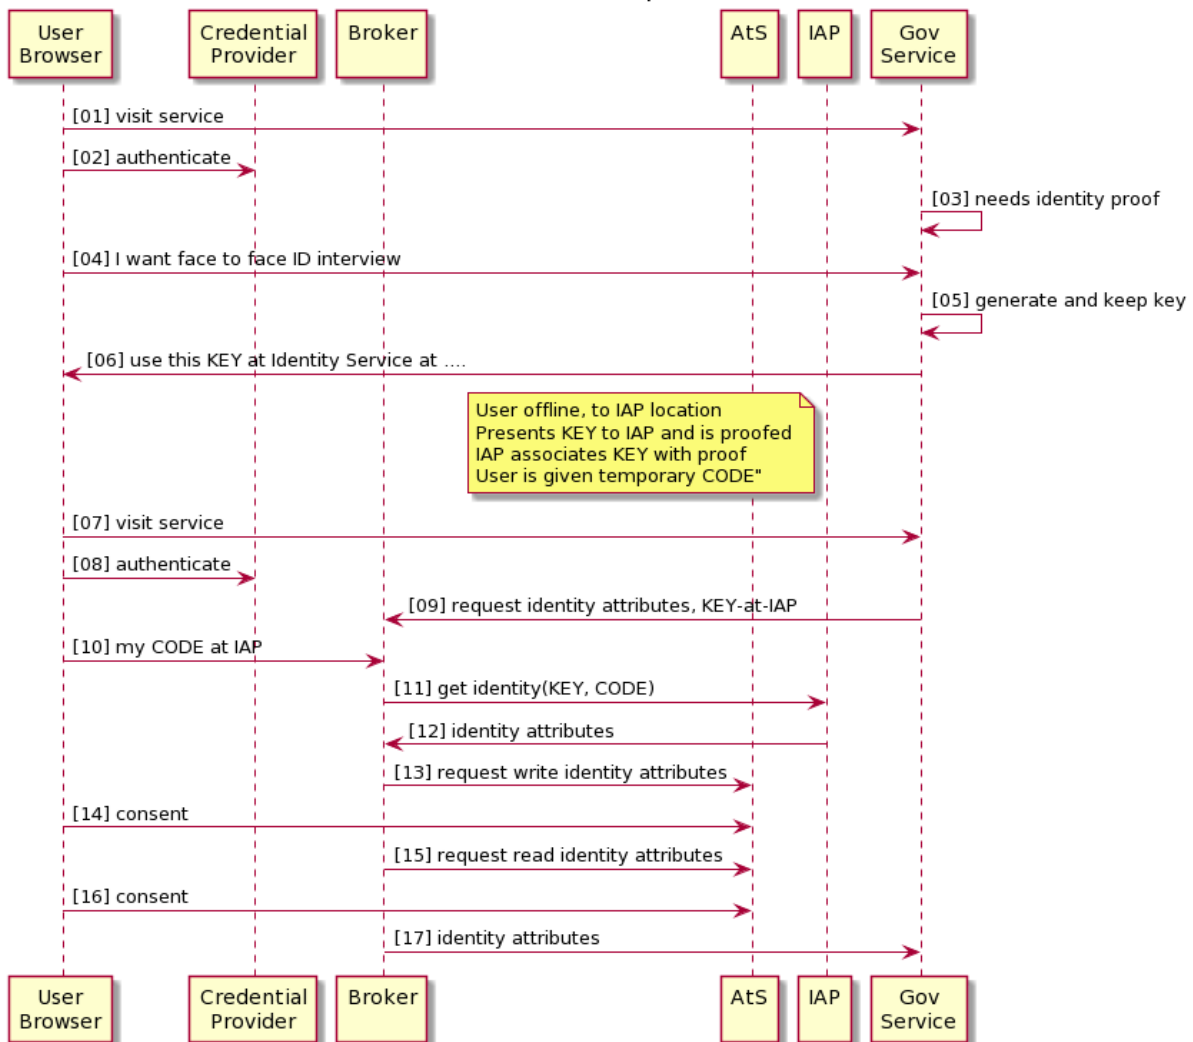 User
Browser
Credential
Provider
Broker
AtS
IAP
Gov
Service
[01] visit service
[02] authenticate
[03] needs identity proof
[04] I want face to face ID interview
[05] generate and keep key
[06] use this KEY at Identity Service at ....
User offline, to IAP location
Presents KEY to IAP and is proofed
IAP associates KEY with proof
User is given temporary CODE"
[07] visit service
[08] authenticate
[09] request identity attributes, KEY-at-IAP
[10] my CODE at IAP
[11] get identity(KEY, CODE)
[12] identity attributes
[13] request write identity attributes
[14] consent
[15] request read identity attributes
[16] consent
[17] identity attributes
User
Browser
Credential
Provider
Broker
AtS
IAP
Gov
Service